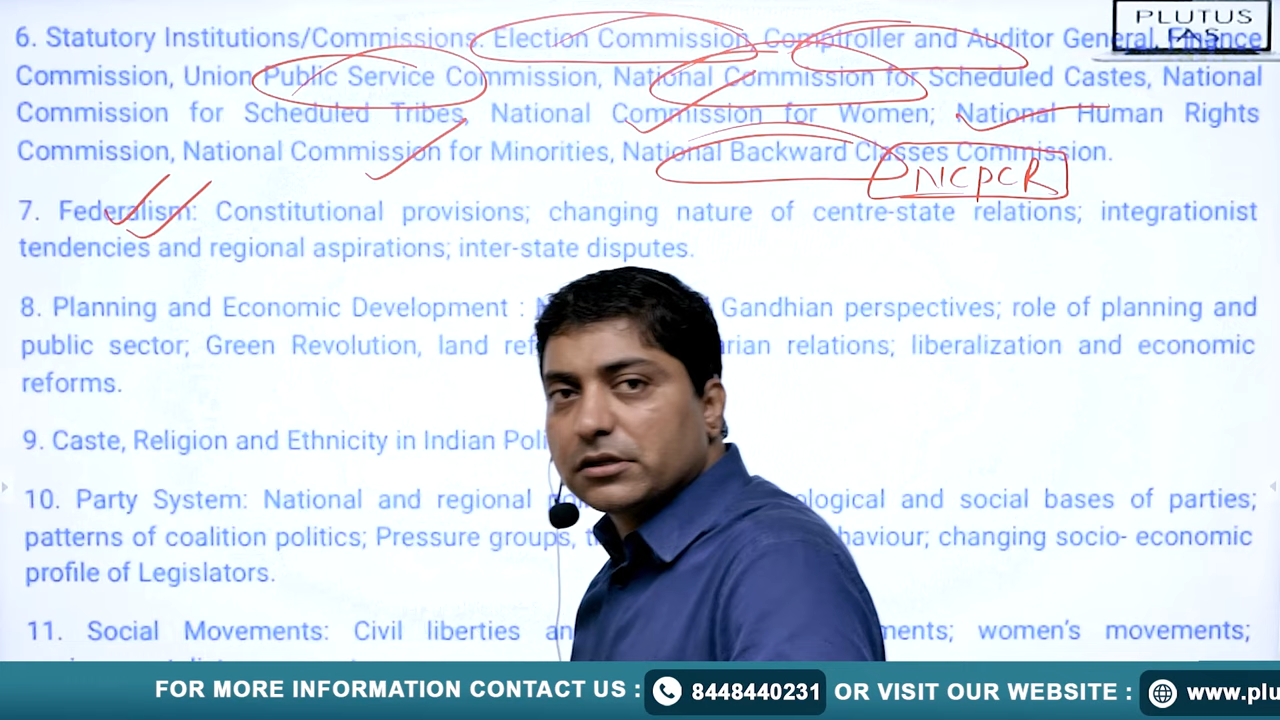 PLUTUS
IAS
6. Statutory Institutions/Commissions. Election Commission, Comptroller and Auditor General, Finance
Commission, Union Public Service Commission, National Commission for Scheduled Castes, National
Commission for Scheduled Tribes, National Commission for Women; National Human Rights
Commission, National Commission for Minorities, National Backward Classes Commission.
NCPCR
7. Federalism: Constitutional provisions; changing nature of centre-state relations; integrationist
tendencies and regional aspirations; inter-state disputes.
8. Planning and Economic Development : Gandhian perspectives; role of planning and
public sector; Green Revolution, land relations; liberalization and economic
reforms.
9. Caste, Religion and Ethnicity in Indian
10. Party System: National and regional and social bases of parties;
patterns of coalition politics; Pressure groups, changing socio- economic
profile of Legislators.
11. Social Movements: Civil liberties women's movements;
FOR MORE INFORMATION CONTACT US : 8448440231 OR VISIT OUR WEBSITE : www.plu